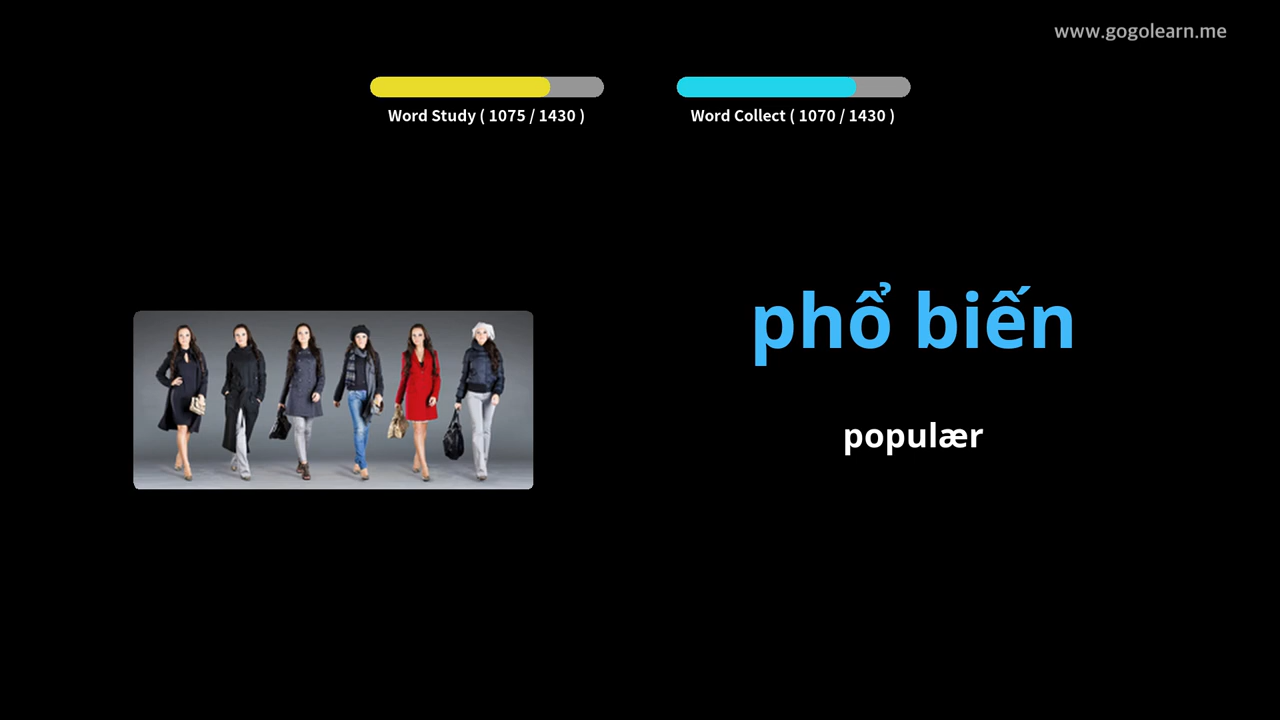 www.gogolearn.me
Word Study ( 1075 / 1430 )
Word Collect ( 1070 / 1430 )
phổ biến
populær